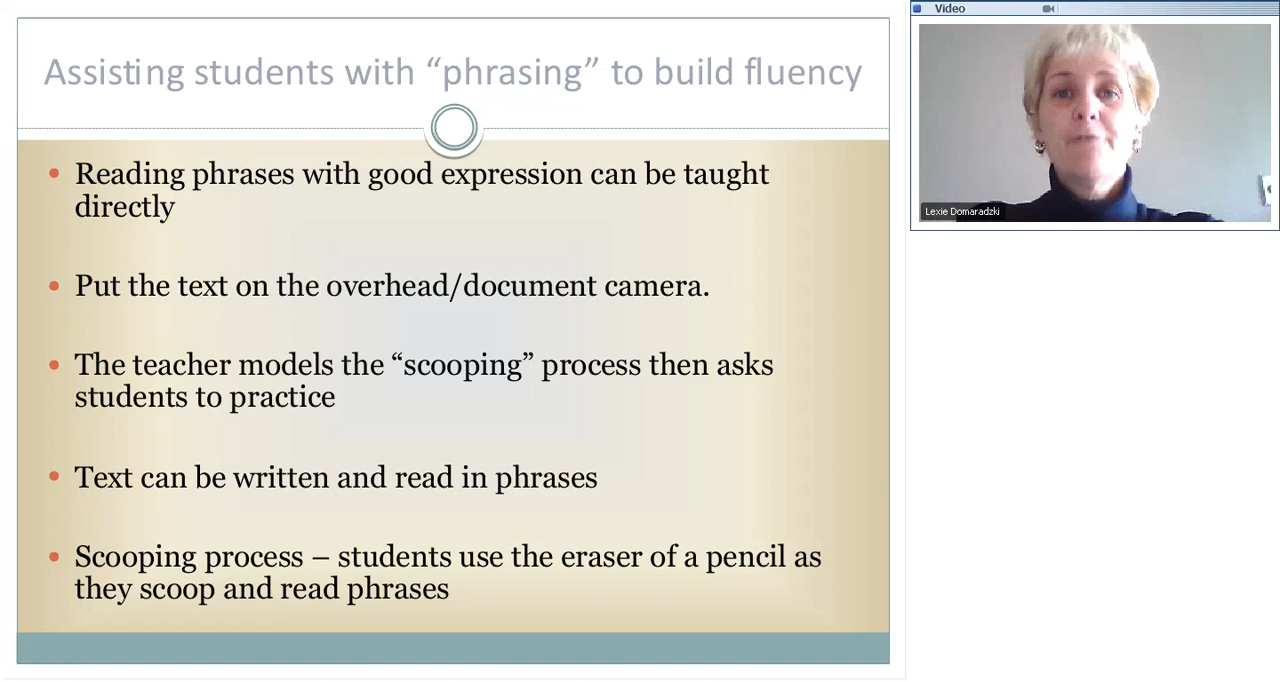 Assisting students with “phrasing” to build fluency
• Reading phrases with good expression can be taught
directly
• Put the text on the overhead/document camera.
• The teacher models the “scooping” process then asks
students to practice
• Text can be written and read in phrases
• Scooping process – students use the eraser of a pencil as
they scoop and read phrases
Video
Lexie Domaradzki